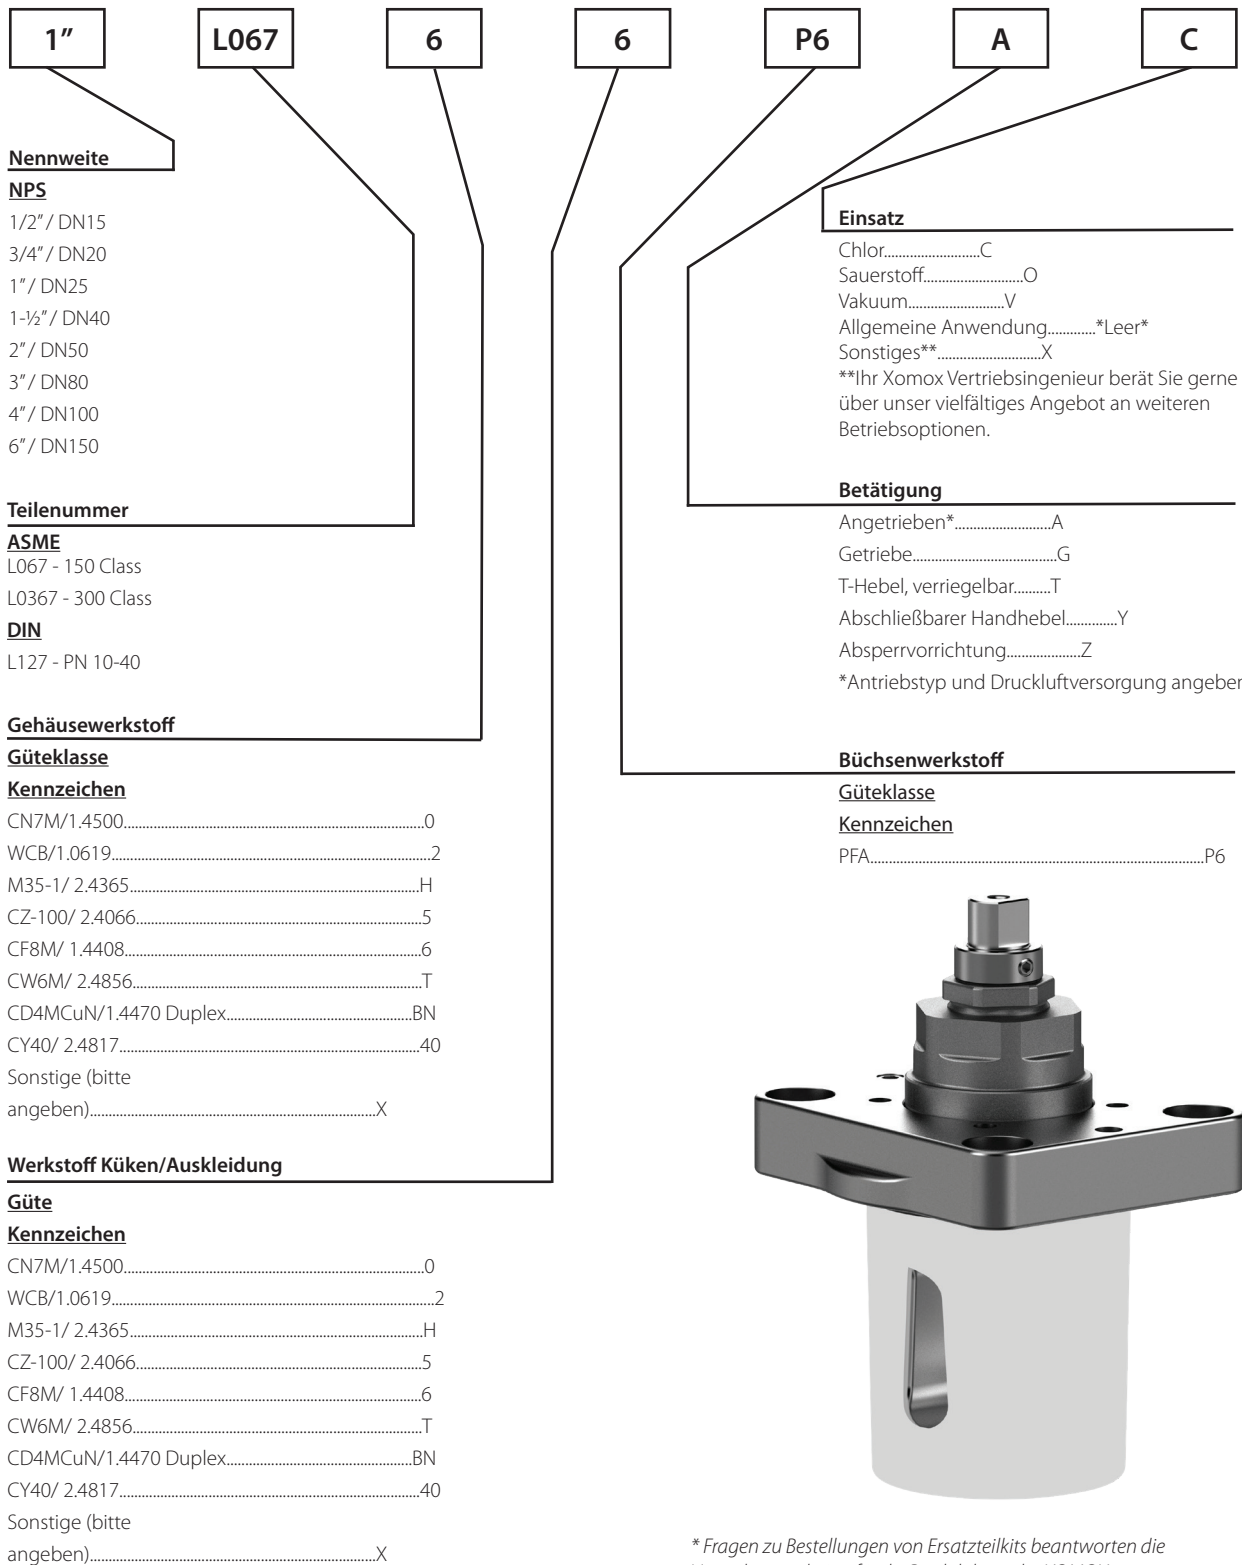 1” L067 6 6 P6 A C
Nennweite
NPS
1/2” / DN15
3/4” / DN20
1” / DN25
1-½” / DN40
2” / DN50
3” / DN80
4” / DN100
6” / DN150
Teilenummer
ASME
L067 - 150 Class
L0367 - 300 Class
DIN
L127 - PN 10-40
Gehäusewerkstoff
Güteklasse
Kennzeichen
CN7M/1.4500..........0
WCB/1.0619..........2
M35-1/ 2.4365..........H
CZ-100/ 2.4066..........5
CF8M/ 1.4408..........6
CW6M/ 2.4856..........T
CD4MCuN/1.4470 Duplex..........BN
CY40/ 2.4817..........40
Sonstige (bitte
angeben)..........X
Werkstoff Küken/Auskleidung
Güte
Kennzeichen
CN7M/1.4500..........0
WCB/1.0619..........2
M35-1/ 2.4365..........H
CZ-100/ 2.4066..........5
CF8M/ 1.4408..........6
CW6M/ 2.4856..........T
CD4MCuN/1.4470 Duplex..........BN
CY40/ 2.4817..........40
Sonstige (bitte
angeben)..........X
Einsatz
Chlor..........C
Sauerstoff..........O
Vakuum..........V
Allgemeine Anwendung..........*Leer*
Sonstiges**..........X
**Ihr Xomox Vertriebsingenieur berät Sie gerne
über unser vielfältiges Angebot an weiteren
Betriebsoptionen.
Betätigung
Angetrieben*..........A
Getriebe..........G
T-Hebel, verriegelbar..........T
Abschließbarer Handhebel..........Y
Absperrvorrichtung..........Z
*Antriebstyp und Druckluftversorgung
Büchsenwerkstoff
Güteklasse
Kennzeichen
PFA..........P6
* Fragen zu Bestellungen von Ersatzteilkits beantworten die